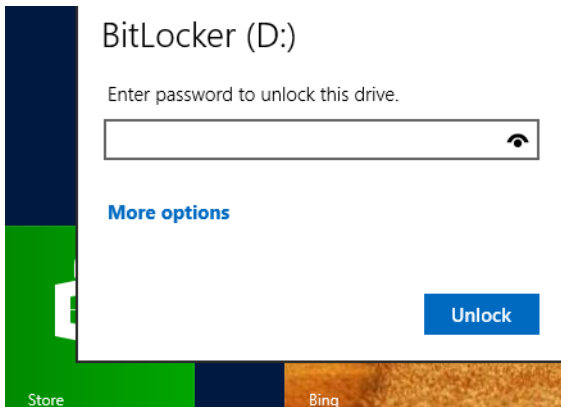 BitLocker (D:)
Enter password to unlock this drive.
More options
Unlock
Store
Bing